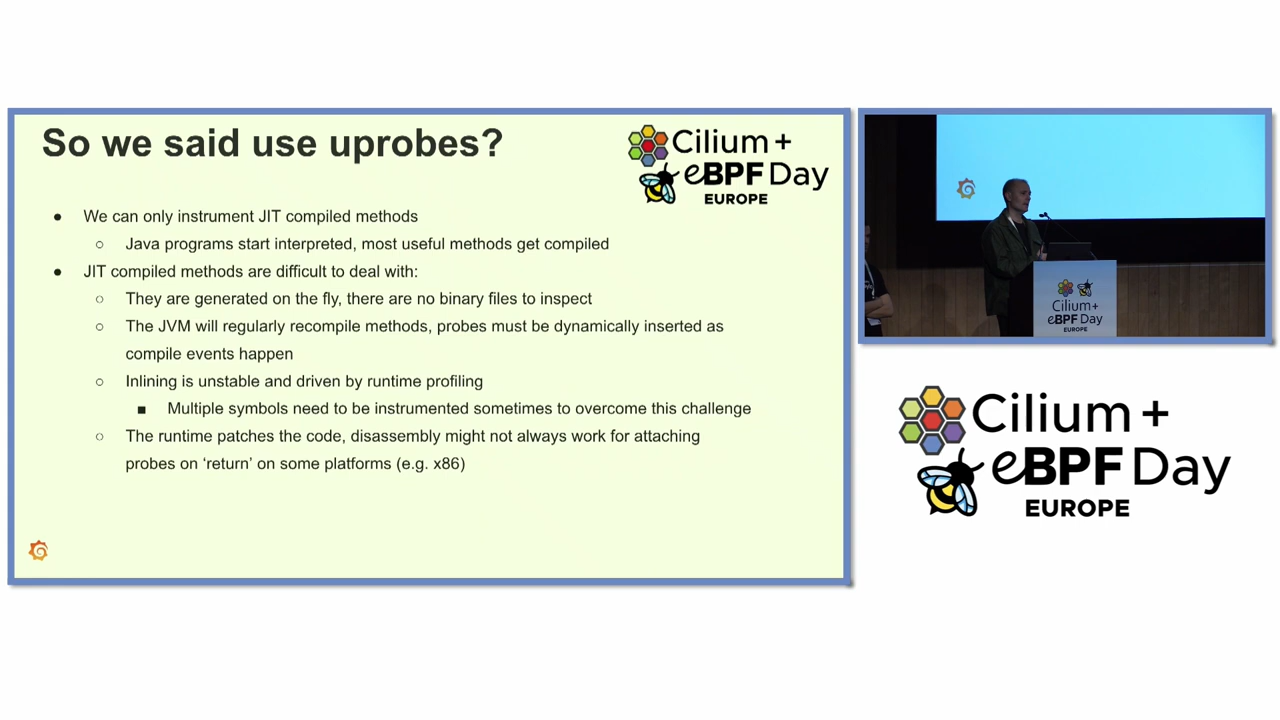 So we said use uprobes?
Cilium +
eBPF Day
EUROPE
● We can only instrument JIT compiled methods
○ Java programs start interpreted, most useful methods get compiled
● JIT compiled methods are difficult to deal with:
○ They are generated on the fly, there are no binary files to inspect
○ The JVM will regularly recompile methods, probes must be dynamically inserted as
compile events happen
○ Inlining is unstable and driven by runtime profiling
■ Multiple symbols need to be instrumented sometimes to overcome this challenge
○ The runtime patches the code, disassembly might not always work for attaching
probes on ‘return’ on some platforms (e.g. x86)
Cilium+
eBPF Day
EUROPE
Cilium +
eBPF Day
EUROPE